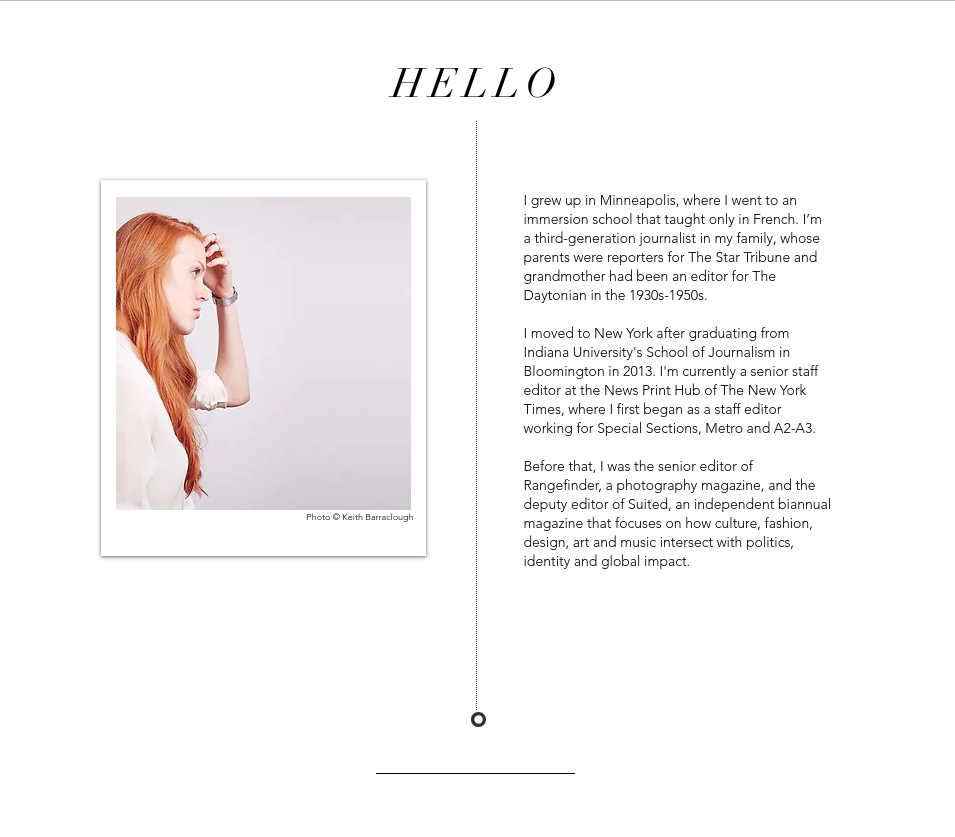 HELLO
Photo © Keith Barraclough
I grew up in Minneapolis, where I went to an
immersion school that taught only in French. I’m
a third-generation journalist in my family, whose
parents were reporters for The Star Tribune and
grandmother had been an editor for The
Daytonian in the 1930s-1950s.
I moved to New York after graduating from
Indiana University's School of Journalism in
Bloomington in 2013. I'm currently a senior staff
editor at the News Print Hub of The New York
Times, where I first began as a staff editor
working for Special Sections, Metro and A2-A3.
Before that, I was the senior editor of
Rangefinder, a photography magazine, and the
deputy editor of Suited, an independent biannual
magazine that focuses on how culture, fashion,
design, art and music intersect with politics,
identity and global impact.